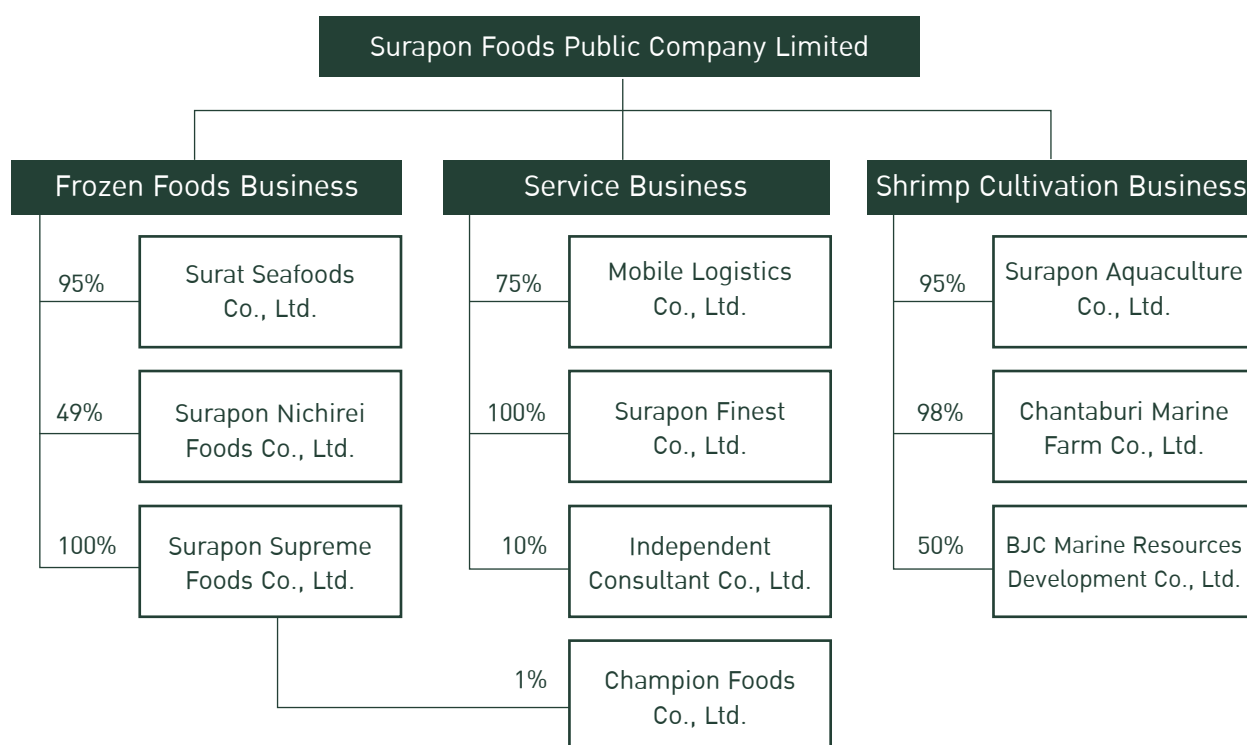 Surapon Foods Public Company Limited
Frozen Foods Business
95%
Surat Seafoods
Co., Ltd.
49%
Surapon Nichirei
Foods Co., Ltd.
100%
Surapon Supreme
Foods Co., Ltd.
Service Business
75%
Mobile Logistics
Co., Ltd.
100%
Surapon Finest
Co., Ltd.
10%
Independent
Consultant Co., Ltd.
1%
Champion Foods
Co., Ltd.
Shrimp Cultivation Business
95%
Surapon Aquaculture
Co., Ltd.
98%
Chantaburi Marine
Farm Co., Ltd.
50%
BJC Marine Resources
Development Co., Ltd.